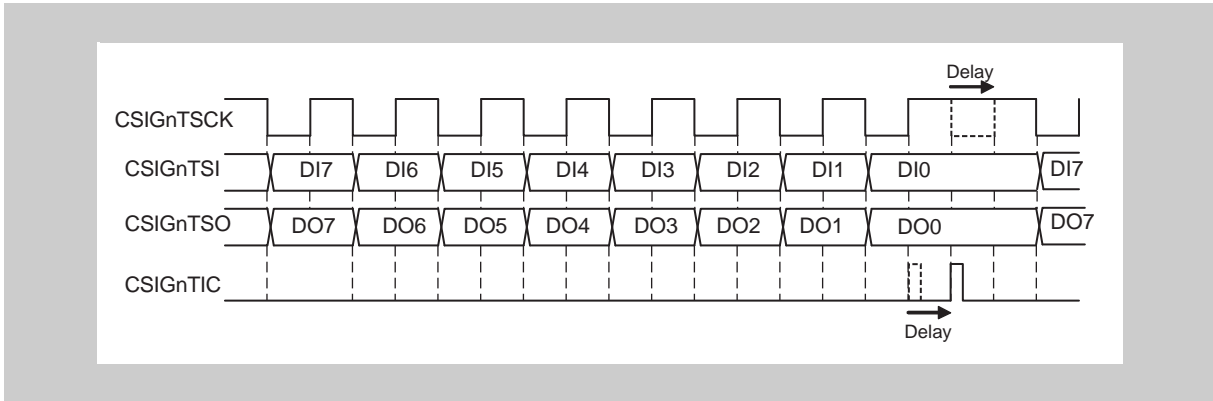 Delay
CSIGnTSCK
CSIGnTSI DI7 DI6 DI5 DI4 DI3 DI2 DI1 DI0 DI7
CSIGnTSO DO7 DO6 DO5 DO4 DO3 DO2 DO1 DO0 DO7
CSIGnTIC
Delay